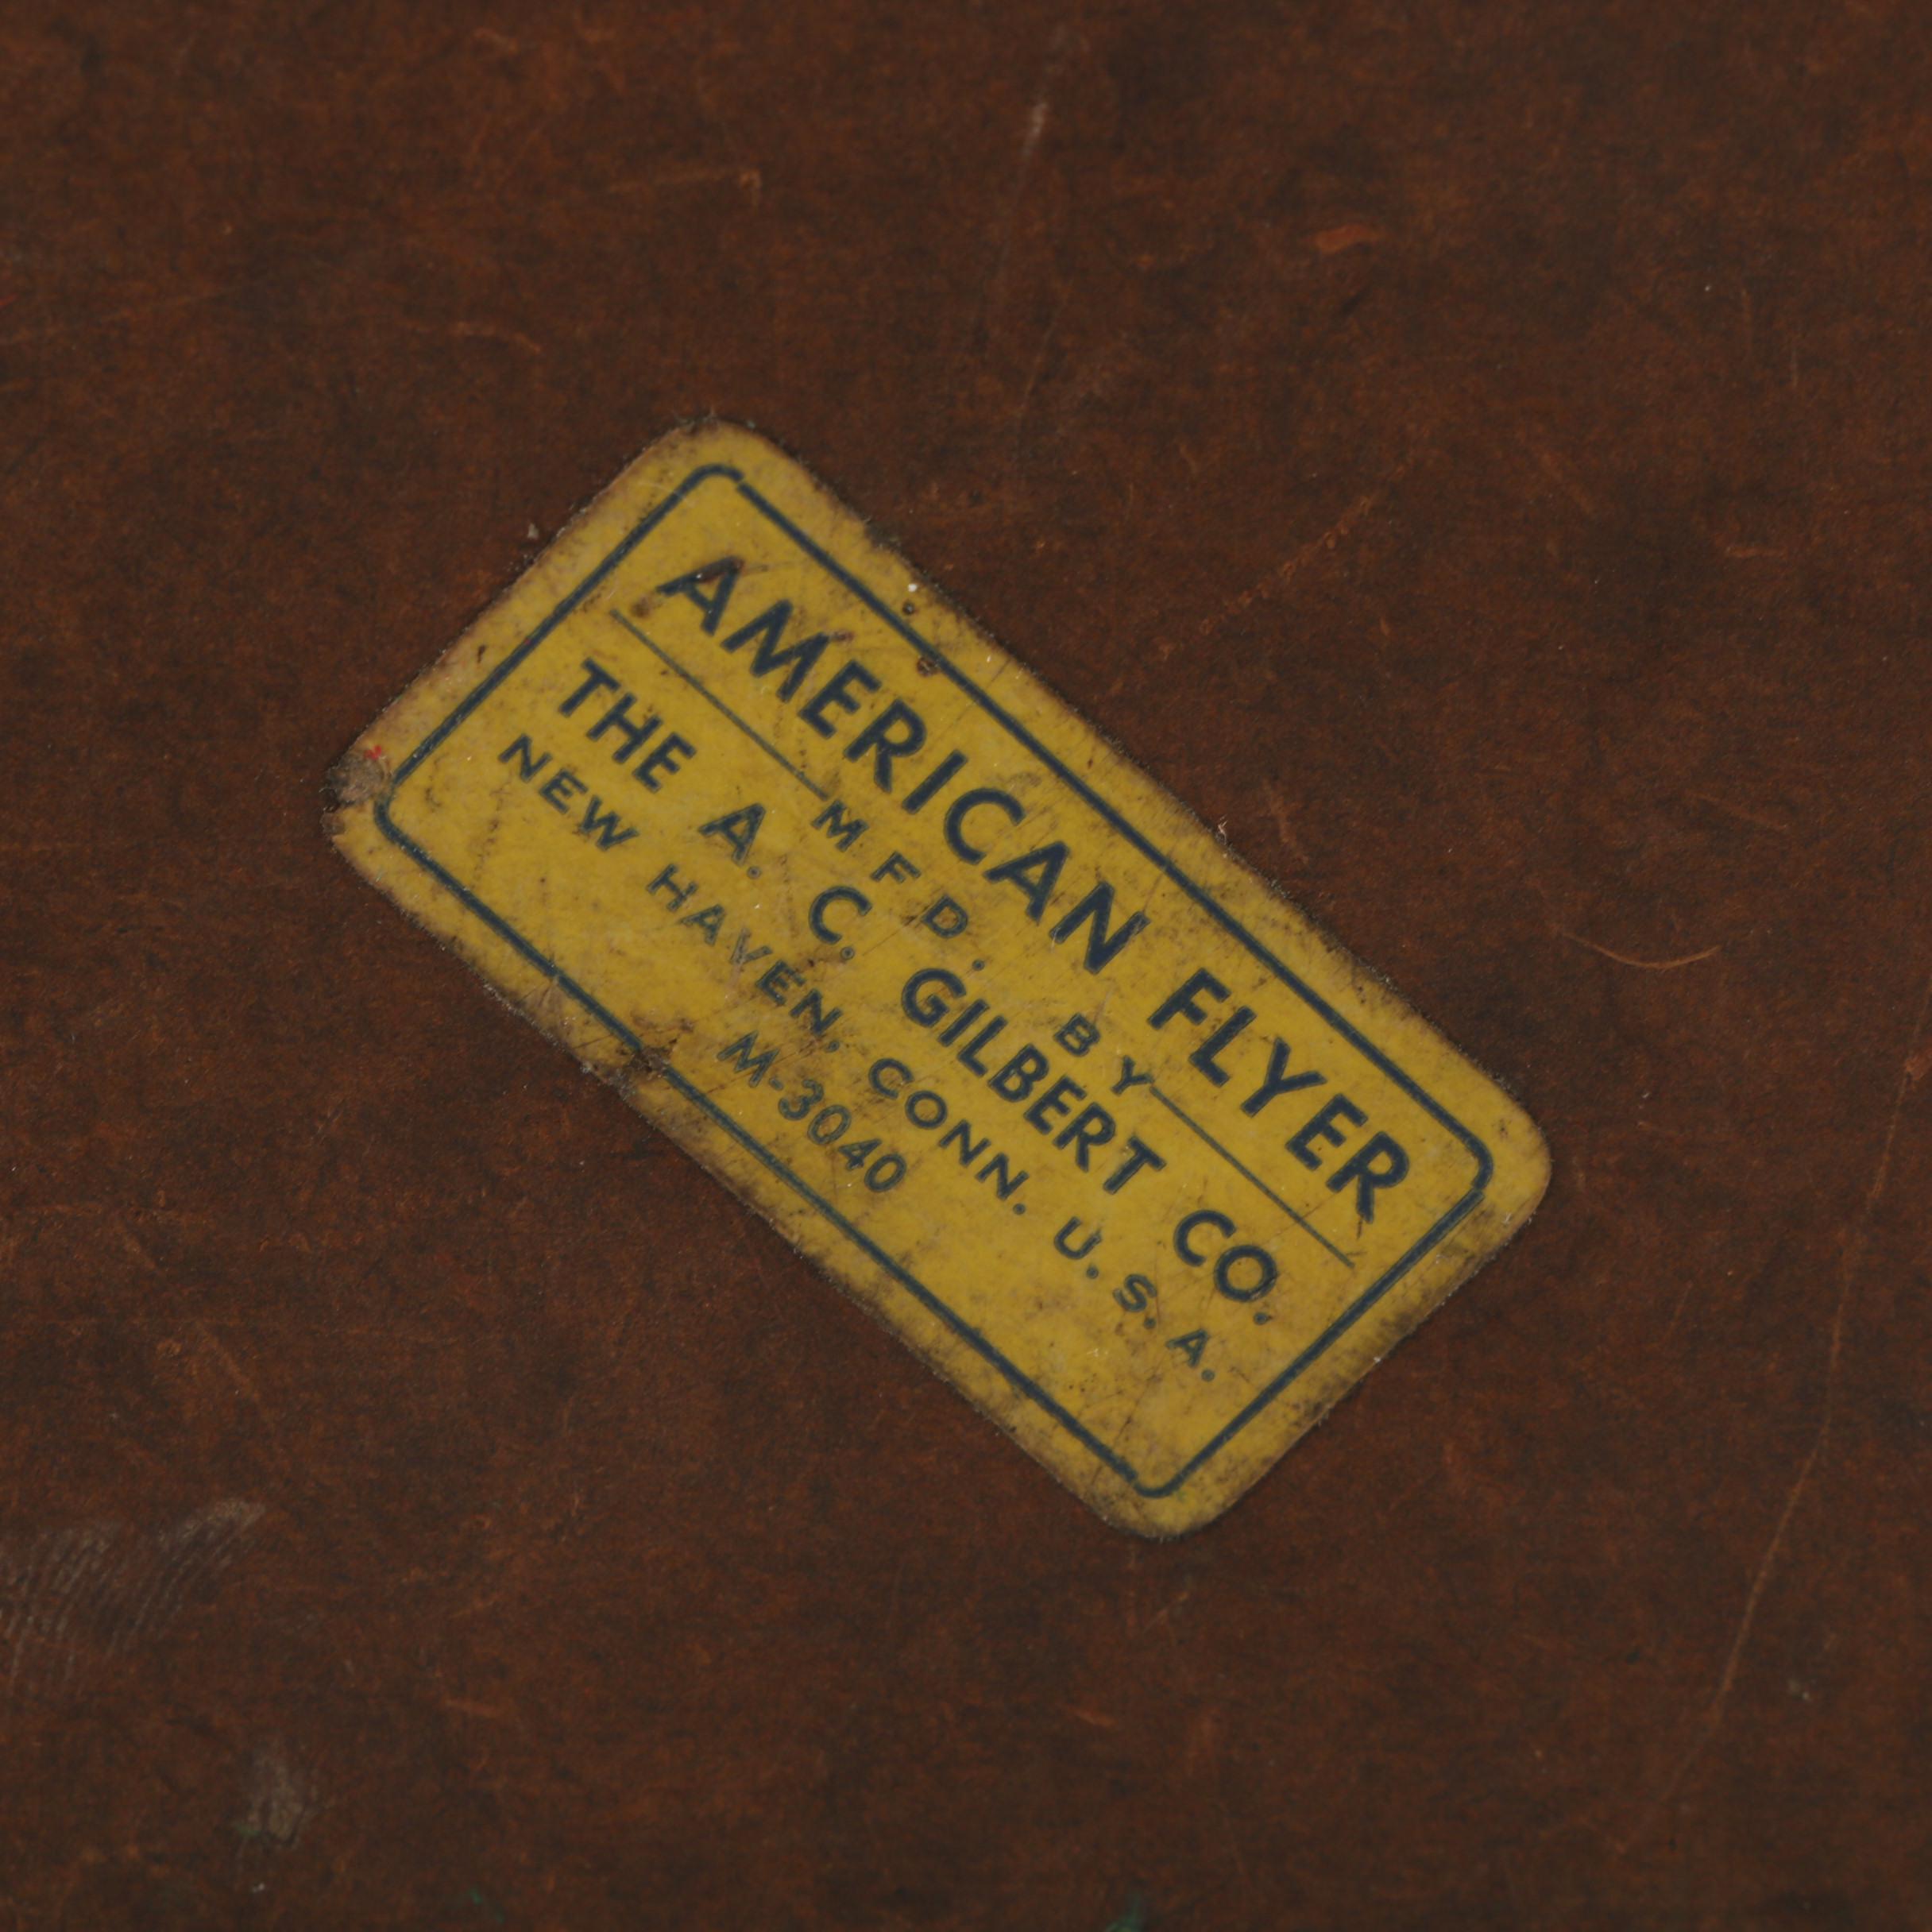 AMERICAN FLYER
MFD. BY
THE A. C. GILBERT CO.
NEW HAVEN, CONN. U. S. A.
M-3040